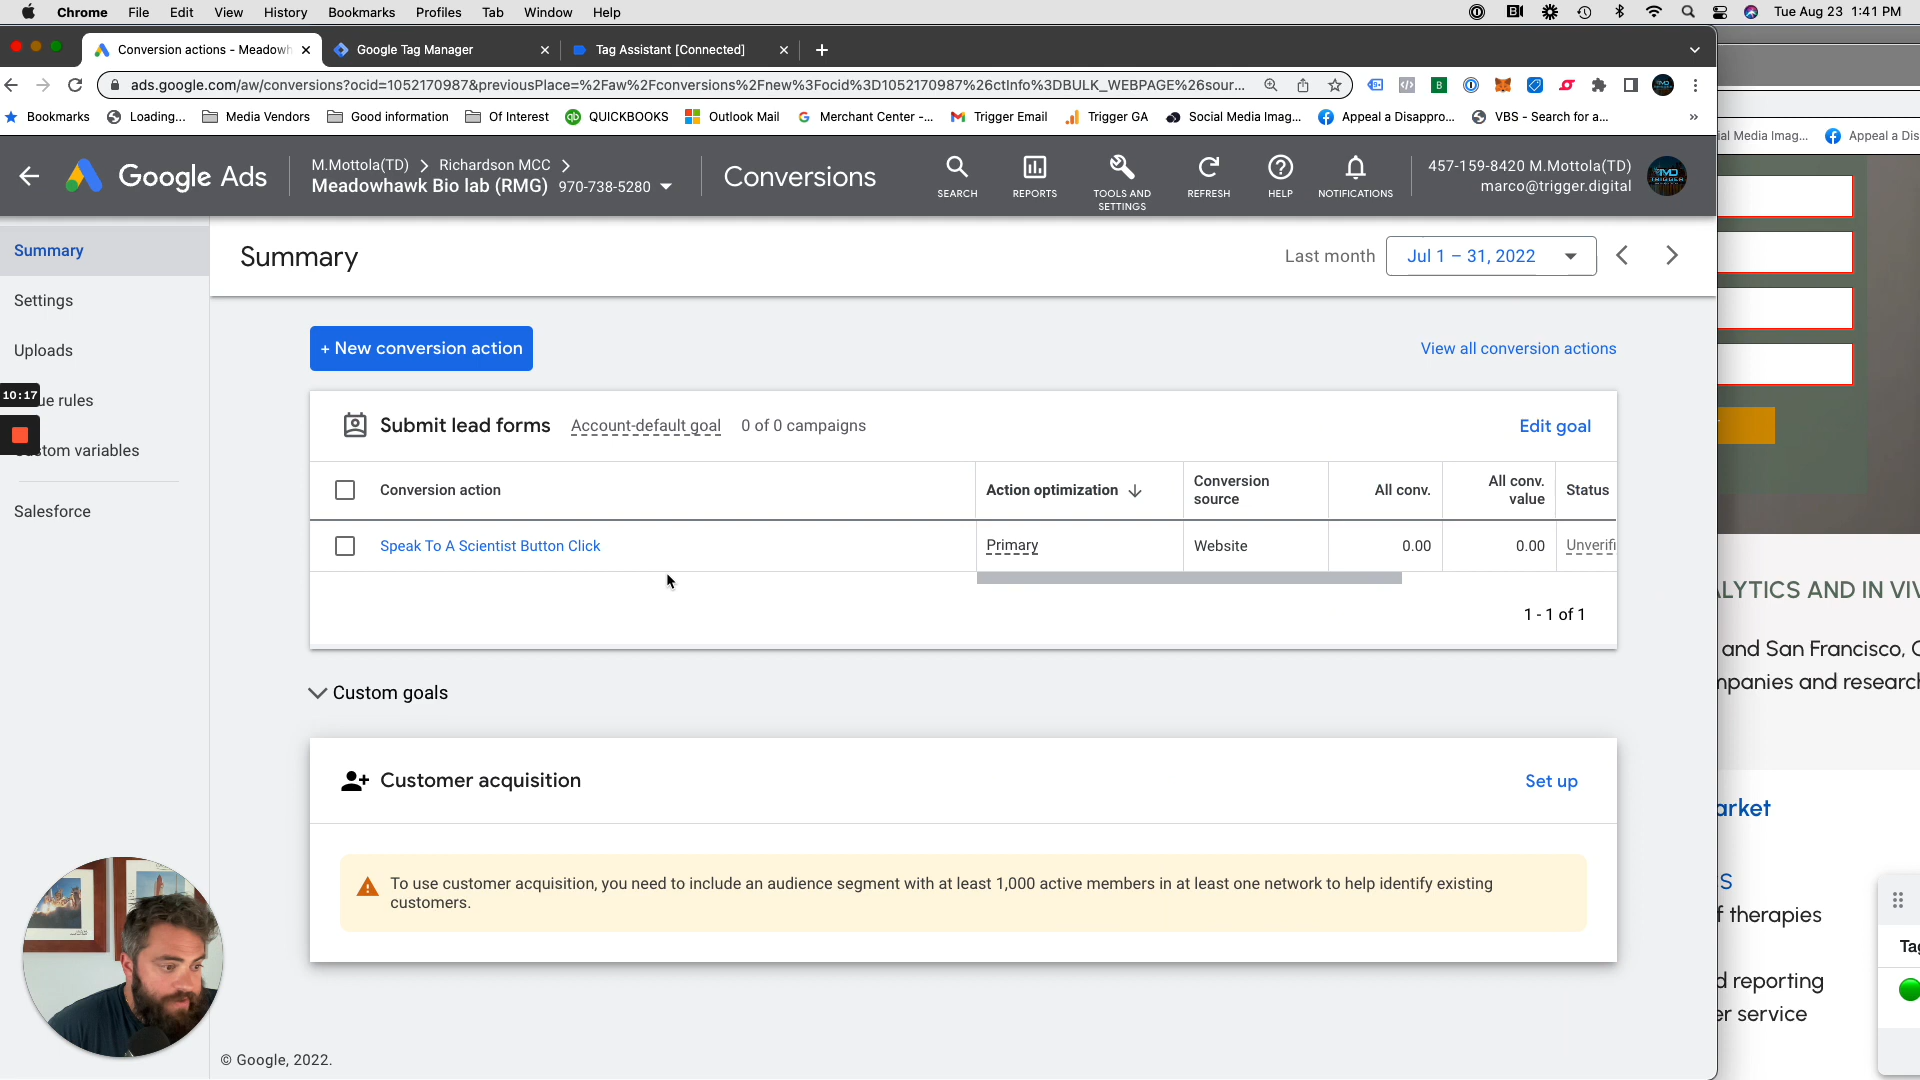 Chrome File Edit View History Bookmarks Profiles Tab Window Help
Tue Aug 23 1:41 PM
Conversion actions - Meadowh
Google Tag Manager
Tag Assistant [Connected]
ads.google.com/aw/conversions?ocid=1052170987&previousPlace=%2Faw%2Fconversions%2Fnew%3Focid%3D1052170987%26ctInfo%3DBULK_WEBPAGE%26sour...
Bookmarks Loading... Media Vendors Good information Of Interest QUICKBOOKS Outlook Mail Merchant Center -... Trigger Email Trigger GA Social Media Imag... Appeal a Disappro... VBS - Search for a... »
ial Media Imag... Appeal a Dis
Google Ads
M.Mottola(TD) > Richardson MCC >
Meadowhawk Bio lab (RMG) 970-738-5280
Conversions
SEARCH
REPORTS
TOOLS AND
SETTINGS
REFRESH
HELP
NOTIFICATIONS
457-159-8420 M.Mottola(TD)
marco@trigger.digital
Summary
Settings
Uploads
ue rules
10:17
stom variables
Salesforce
Summary
Last month Jul 1 – 31, 2022
+ New conversion action
View all conversion actions
Submit lead forms Account-default goal 0 of 0 campaigns Edit goal
Conversion action
Action optimization
Conversion
source
All conv.
All conv.
value
Status
Speak To A Scientist Button Click Primary Website 0.00 0.00 Unverifi
1 - 1 of 1
Custom goals
Customer acquisition Set up
To use customer acquisition, you need to include an audience segment with at least 1,000 active members in at least one network to help identify existing
customers.
© Google, 2022.
LYTICS AND IN VIV
and San Francisco, C
npanies and research
arket
S
f therapies
Tag
d reporting
er service